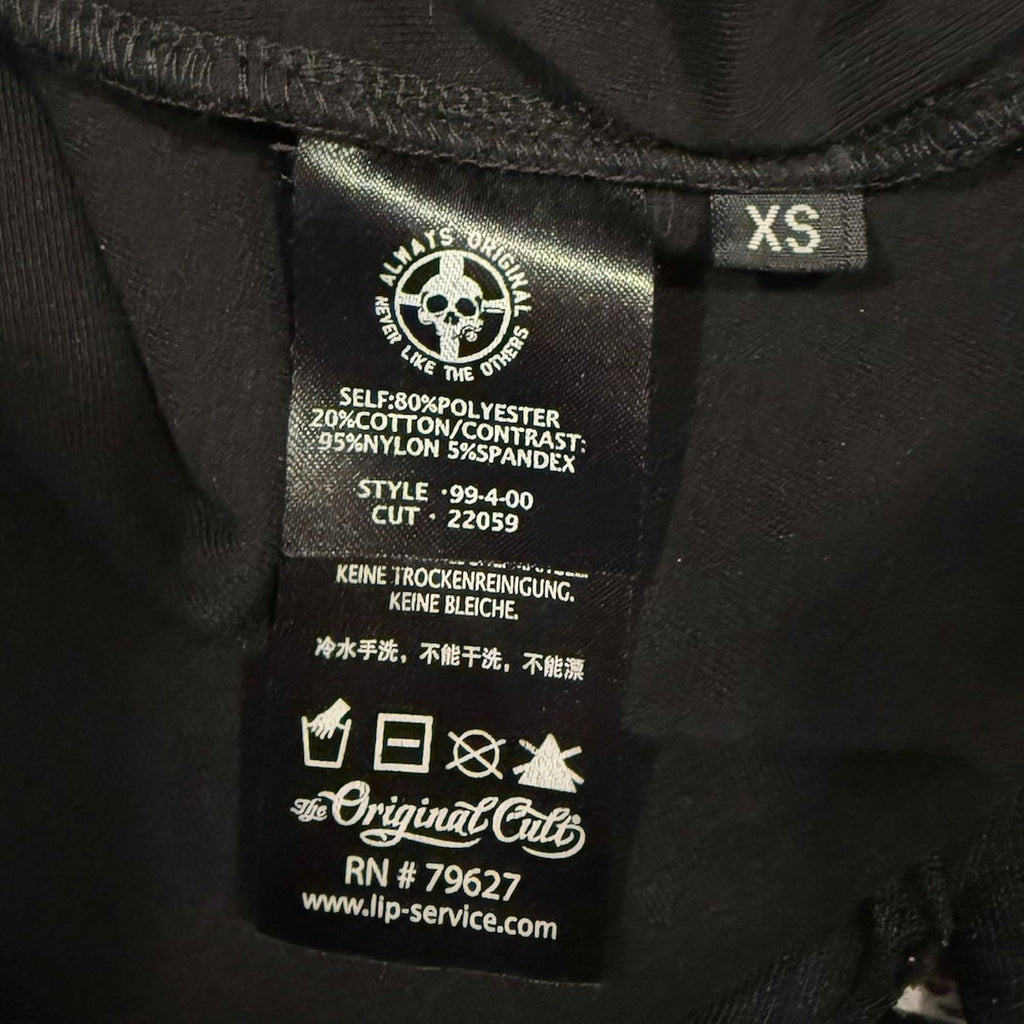 XS
ALWAYS ORIGINAL
NEVER LIKE THE OTHERS
SELF:80%POLYESTER
20%COTTON/CONTRAST:
95%NYLON 5%SPANDEX
STYLE ·99-4-00
CUT · 22059
KEINE TROCKENREINIGUNG.
KEINE BLEICHE.
冷水手洗，不能干洗，不能漂
The Original Cult
RN # 79627
www.lip-service.com